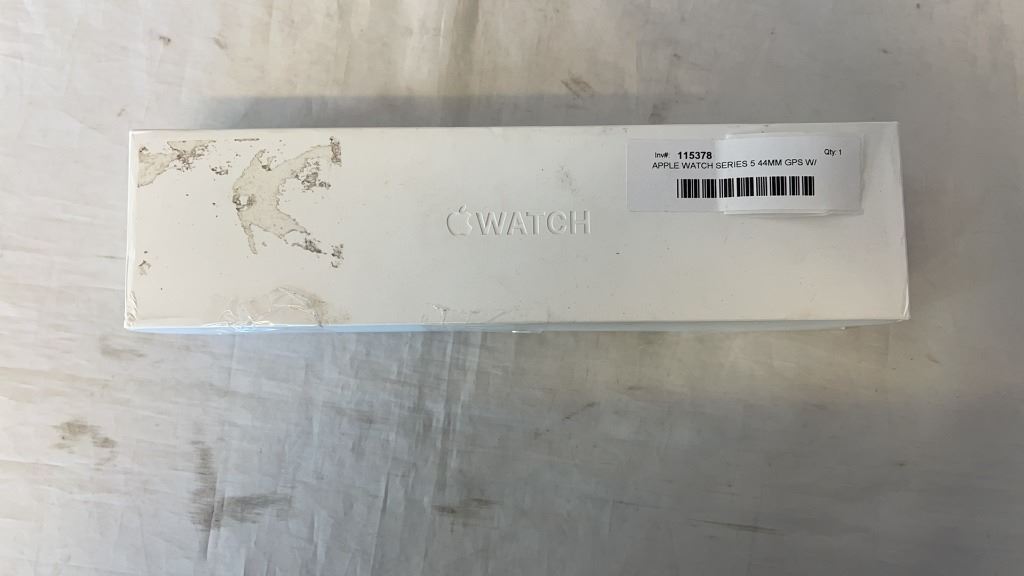 Inv#: 115378 Qty: 1
APPLE WATCH SERIES 5 44MM GPS W/
WATCH